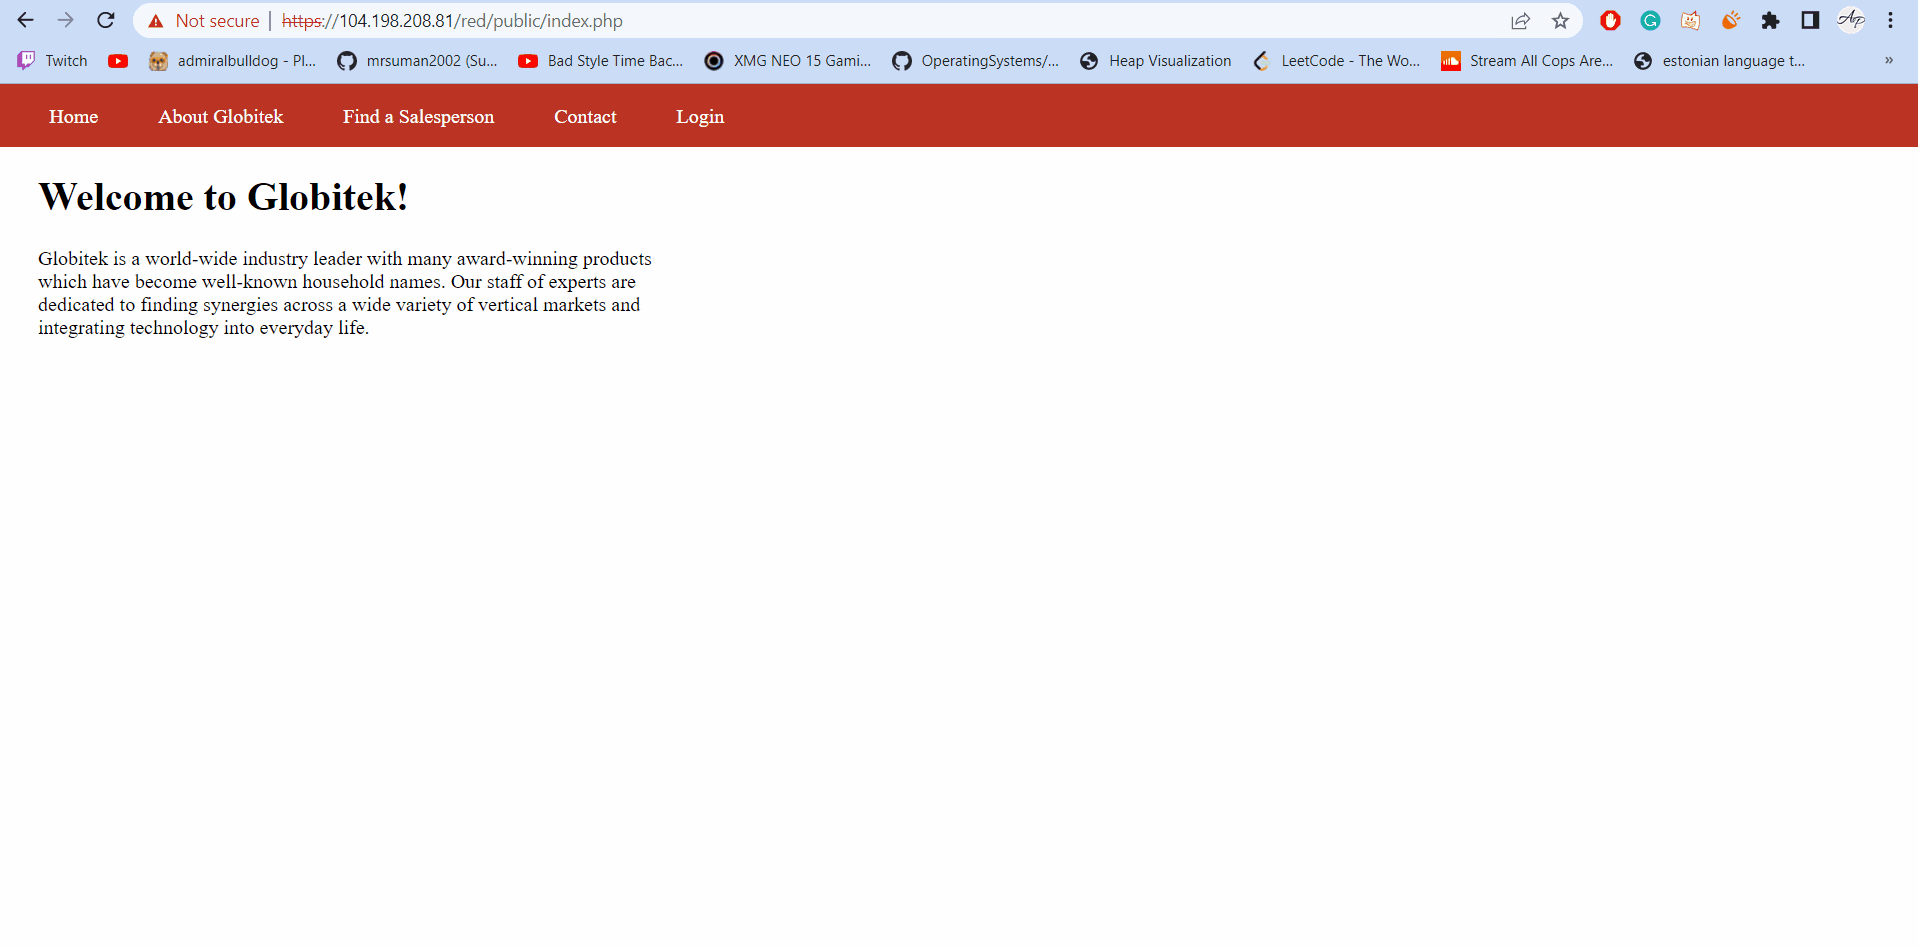 Not secure | https://104.198.208.81/red/public/index.php
Twitch admiralbulldog - Pl... mrsuman2002 (Su... Bad Style Time Bac... XMG NEO 15 Gami... OperatingSystems/... Heap Visualization LeetCode - The Wo... Stream All Cops Are... estonian language t... »
Home About Globitek Find a Salesperson Contact Login
Welcome to Globitek!
Globitek is a world-wide industry leader with many award-winning products
which have become well-known household names. Our staff of experts are
dedicated to finding synergies across a wide variety of vertical markets and
integrating technology into everyday life.